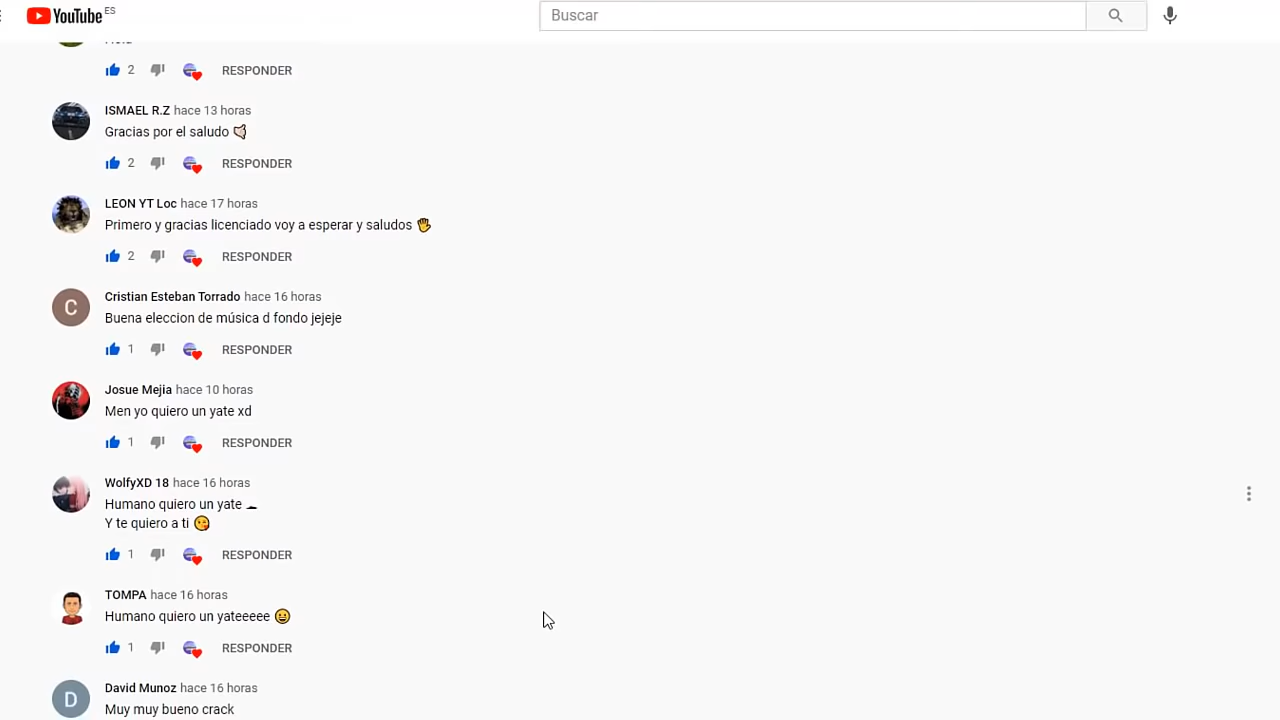 YouTube ES
Buscar
2 RESPONDER
ISMAEL R.Z hace 13 horas
Gracias por el saludo
2 RESPONDER
LEON YT Loc hace 17 horas
Primero y gracias licenciado voy a esperar y saludos 🖐
2 RESPONDER
C
Cristian Esteban Torrado hace 16 horas
Buena eleccion de música d fondo jejeje
1 RESPONDER
Josue Mejia hace 10 horas
Men yo quiero un yate xd
1 RESPONDER
WolfyXD 18 hace 16 horas
Humano quiero un yate
Y te quiero a ti 😘
1 RESPONDER
TOMPA hace 16 horas
Humano quiero un yateeeee 😀
1 RESPONDER
D
David Munoz hace 16 horas
Muy muy bueno crack